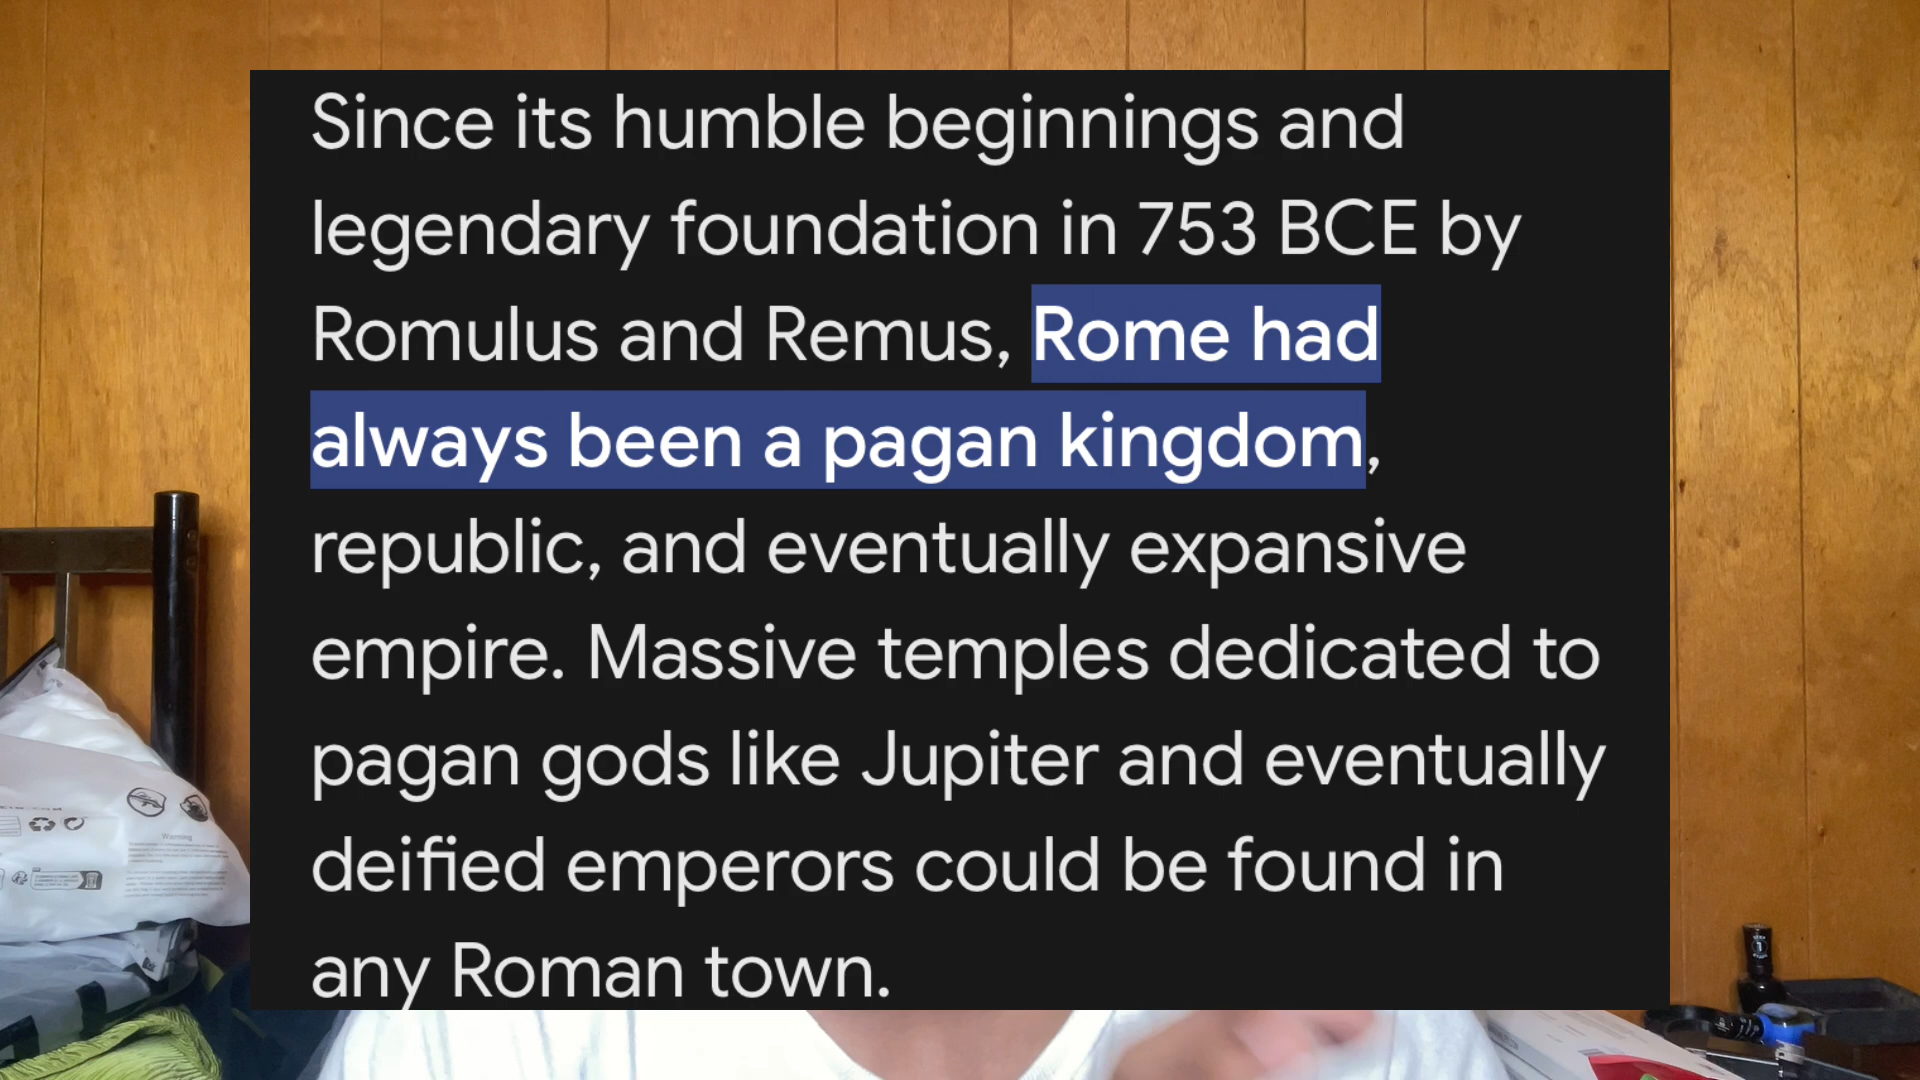 Since its humble beginnings and
legendary foundation in 753 BCE by
Romulus and Remus, Rome had
always been a pagan kingdom,
republic, and eventually expansive
empire. Massive temples dedicated to
pagan gods like Jupiter and eventually
deified emperors could be found in
any Roman town.
Warning